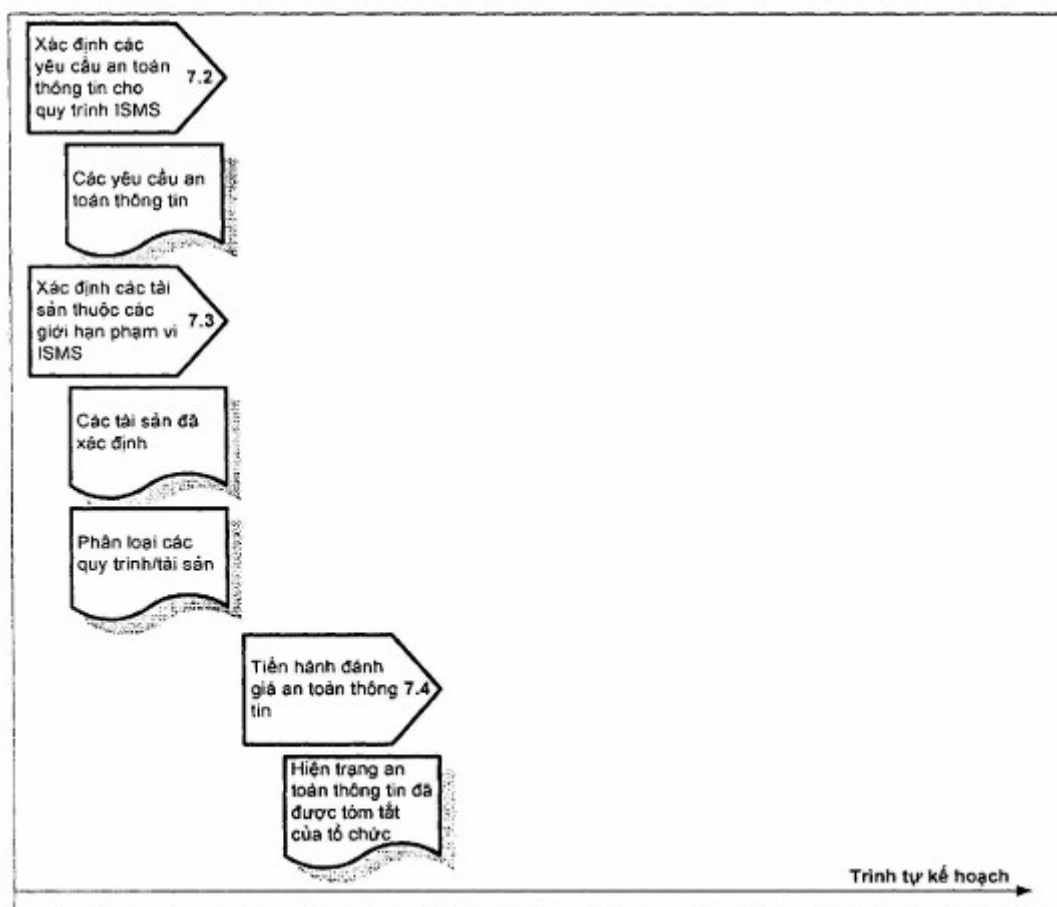 Xác định các
yêu cầu an toàn
thông tin cho
quy trình ISMS
7.2
Các yêu cầu an
toàn thông tin
Xác định các tài
sản thuộc các
giới hạn phạm vi
ISMS
7.3
Các tài sản đã
xác định
Phân loại các
quy trình/tài sản
Tiến hành đánh
giá an toàn thông
tin
7.4
Hiện trạng an
toàn thông tin đã
được tóm tắt
của tổ chức
Trình tự kế hoạch